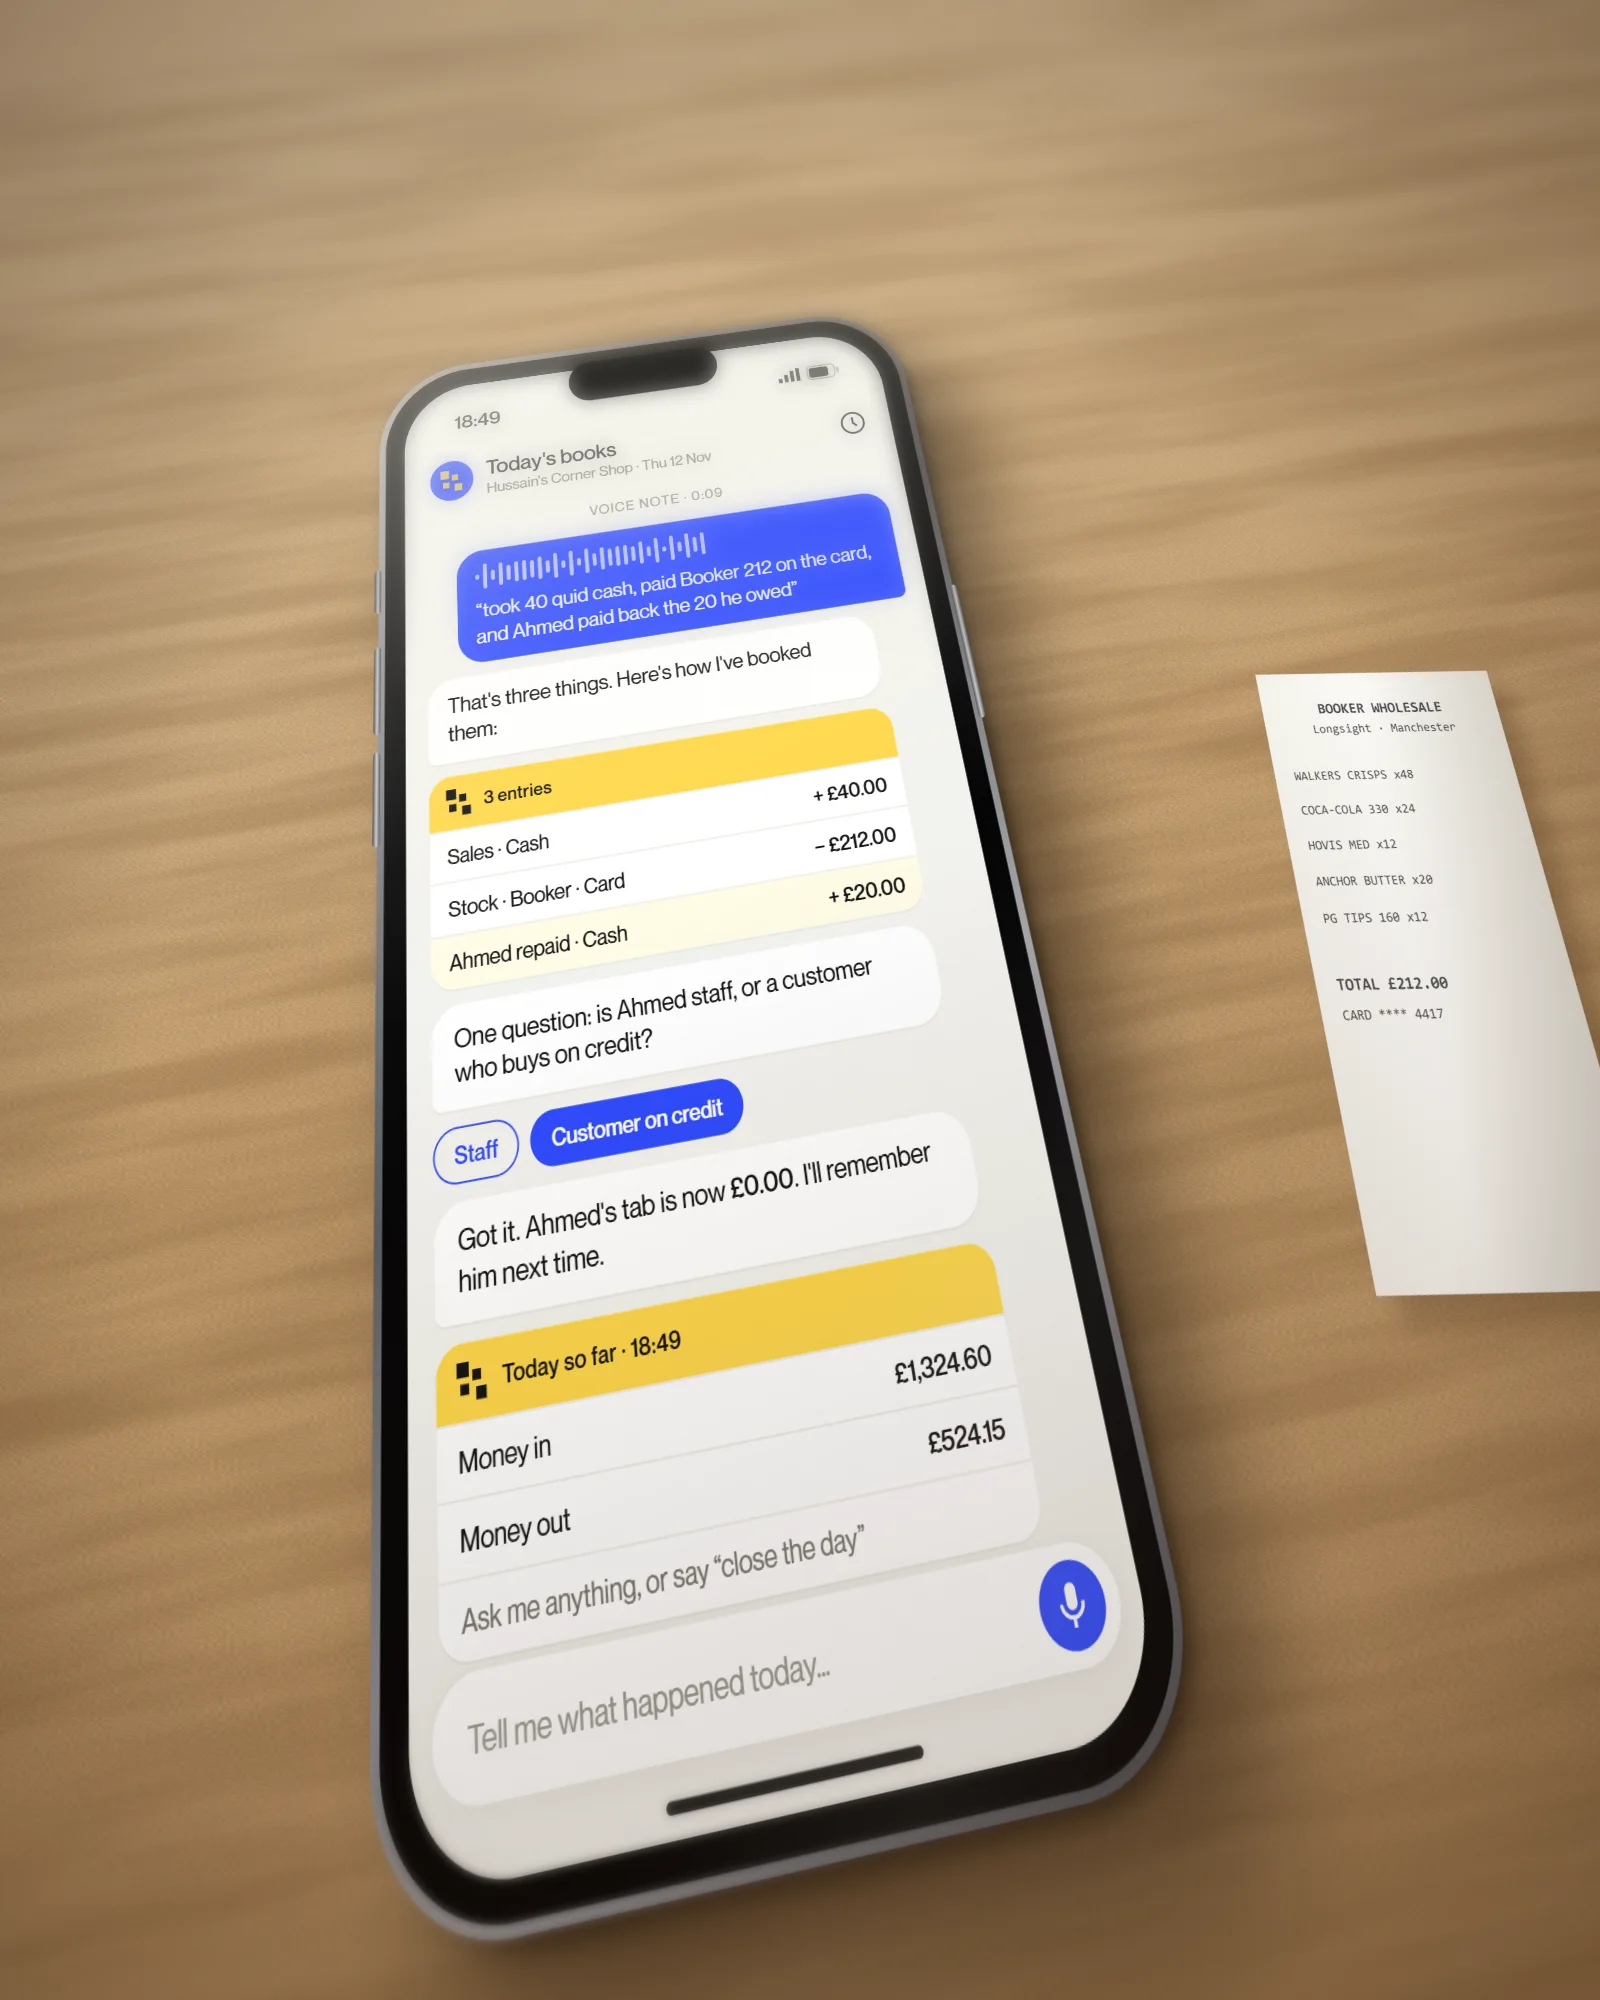 18:49
Today's books
Hussain's Corner Shop · Thu 12 Nov
VOICE NOTE · 0:09
“took 40 quid cash, paid Booker 212 on the card,
and Ahmed paid back the 20 he owed”
That's three things. Here's how I've booked
them:
3 entries
Sales · Cash + £40.00
Stock · Booker · Card – £212.00
Ahmed repaid · Cash + £20.00
One question: is Ahmed staff, or a customer
who buys on credit?
Staff
Customer on credit
Got it. Ahmed's tab is now £0.00. I'll remember
him next time.
Today so far · 18:49
Money in £1,324.60
Money out £524.15
Ask me anything, or say “close the day”
Tell me what happened today...
BOOKER WHOLESALE
Longsight · Manchester
WALKERS CRISPS x48
COCA-COLA 330 x24
HOVIS MED x12
ANCHOR BUTTER x20
PG TIPS 160 x12
TOTAL £212.00
CARD **** 4417